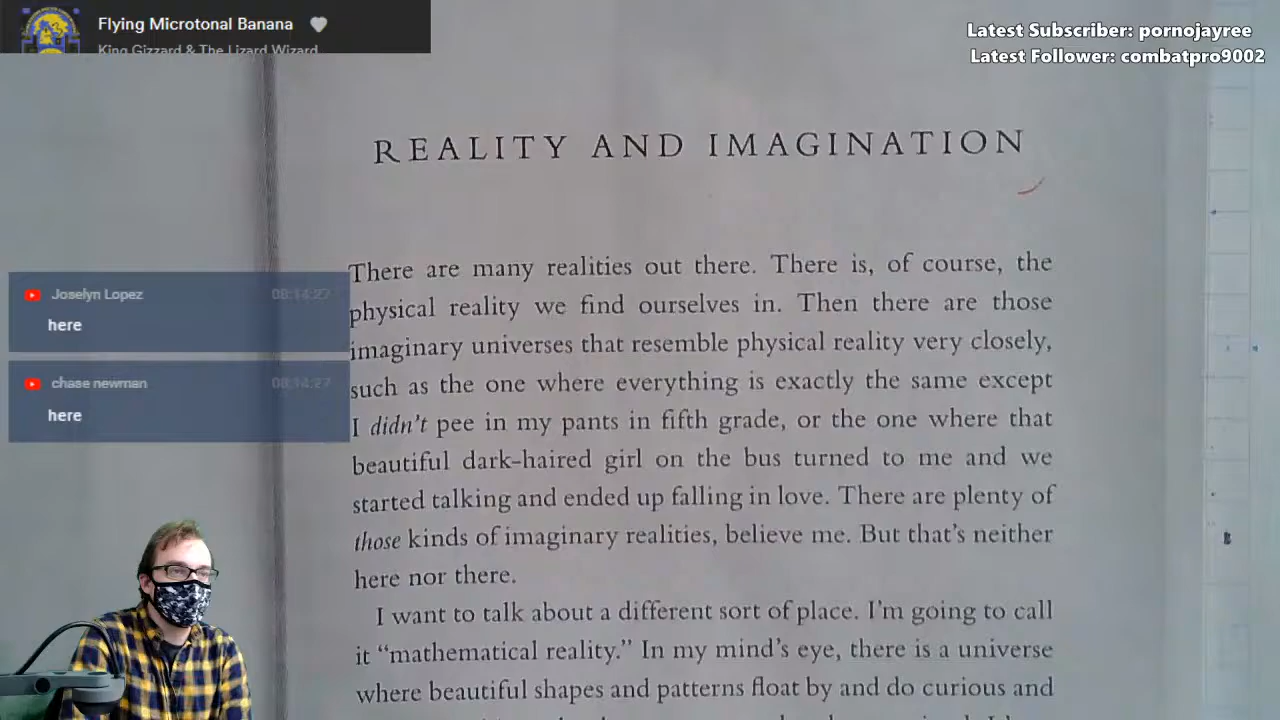 Flying Microtonal Banana
King Gizzard & The Lizard Wizard
Latest Subscriber: pornojayree
Latest Follower: combatpro9002
REALITY AND IMAGINATION
There are many realities out there. There is, of course, the
physical reality we find ourselves in. Then there are those
imaginary universes that resemble physical reality very closely,
such as the one where everything is exactly the same except
I didn't pee in my pants in fifth grade, or the one where that
beautiful dark-haired girl on the bus turned to me and we
started talking and ended up falling in love. There are plenty of
those kinds of imaginary realities, believe me. But that's neither
here nor there.
I want to talk about a different sort of place. I'm going to call
it "mathematical reality." In my mind's eye, there is a universe
where beautiful shapes and patterns float by and do curious and
Joselyn Lopez 08:14:27
here
chase newman 08:14:27
here